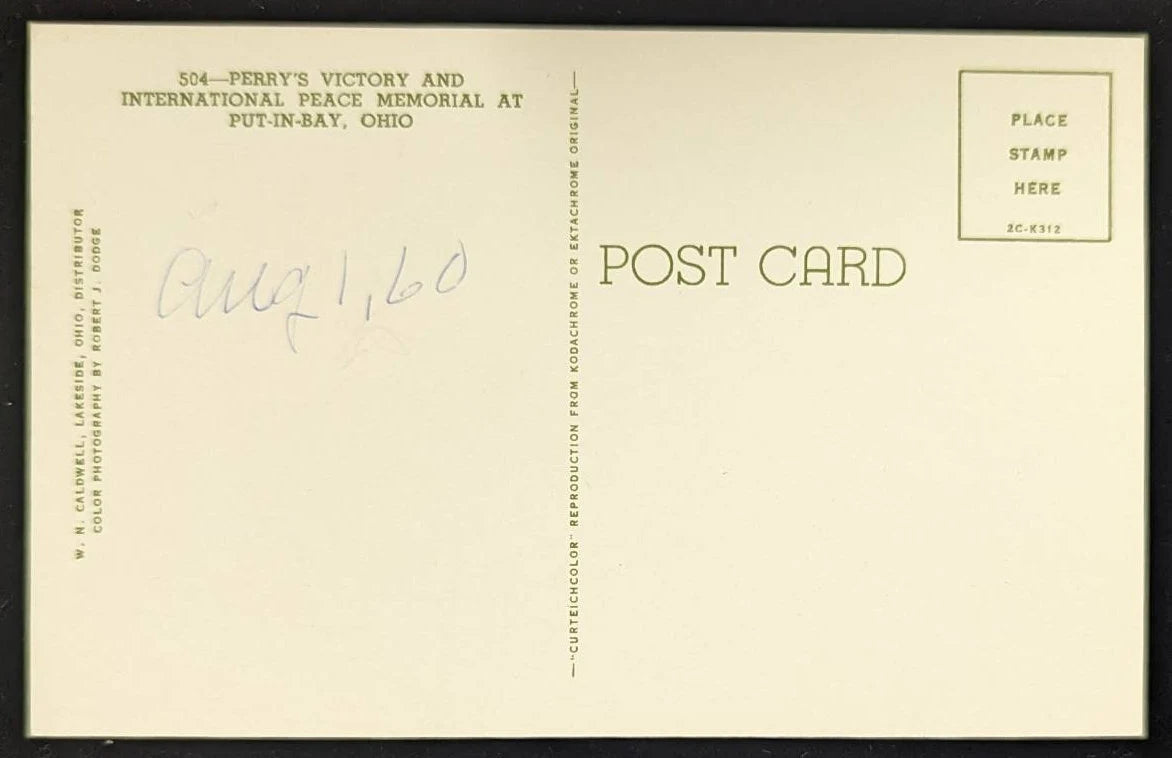 504—PERRY'S VICTORY AND
INTERNATIONAL PEACE MEMORIAL AT
PUT-IN-BAY, OHIO
W. N. CALDWELL, LAKESIDE, OHIO, DISTRIBUTOR
COLOR PHOTOGRAPHY BY ROBERT J. DODGE
Aug 1, 60
—"CURTEICHCOLOR" REPRODUCTION FROM KODACHROME OR EKTACHROME ORIGINAL—
POST CARD
PLACE
STAMP
HERE
2C-K312